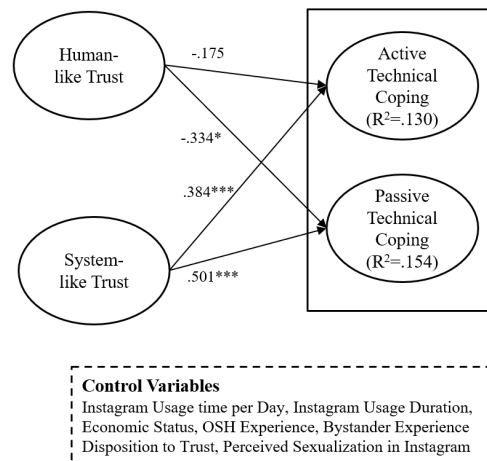 Human-
like Trust
-.175
Active
Technical
Coping
(R²=.130)
-.334*
.384***
Passive
Technical
Coping
(R²=.154)
System-
like Trust
.501***
Control Variables
Instagram Usage time per Day, Instagram Usage Duration,
Economic Status, OSH Experience, Bystander Experience
Disposition to Trust, Perceived Sexualization in Instagram